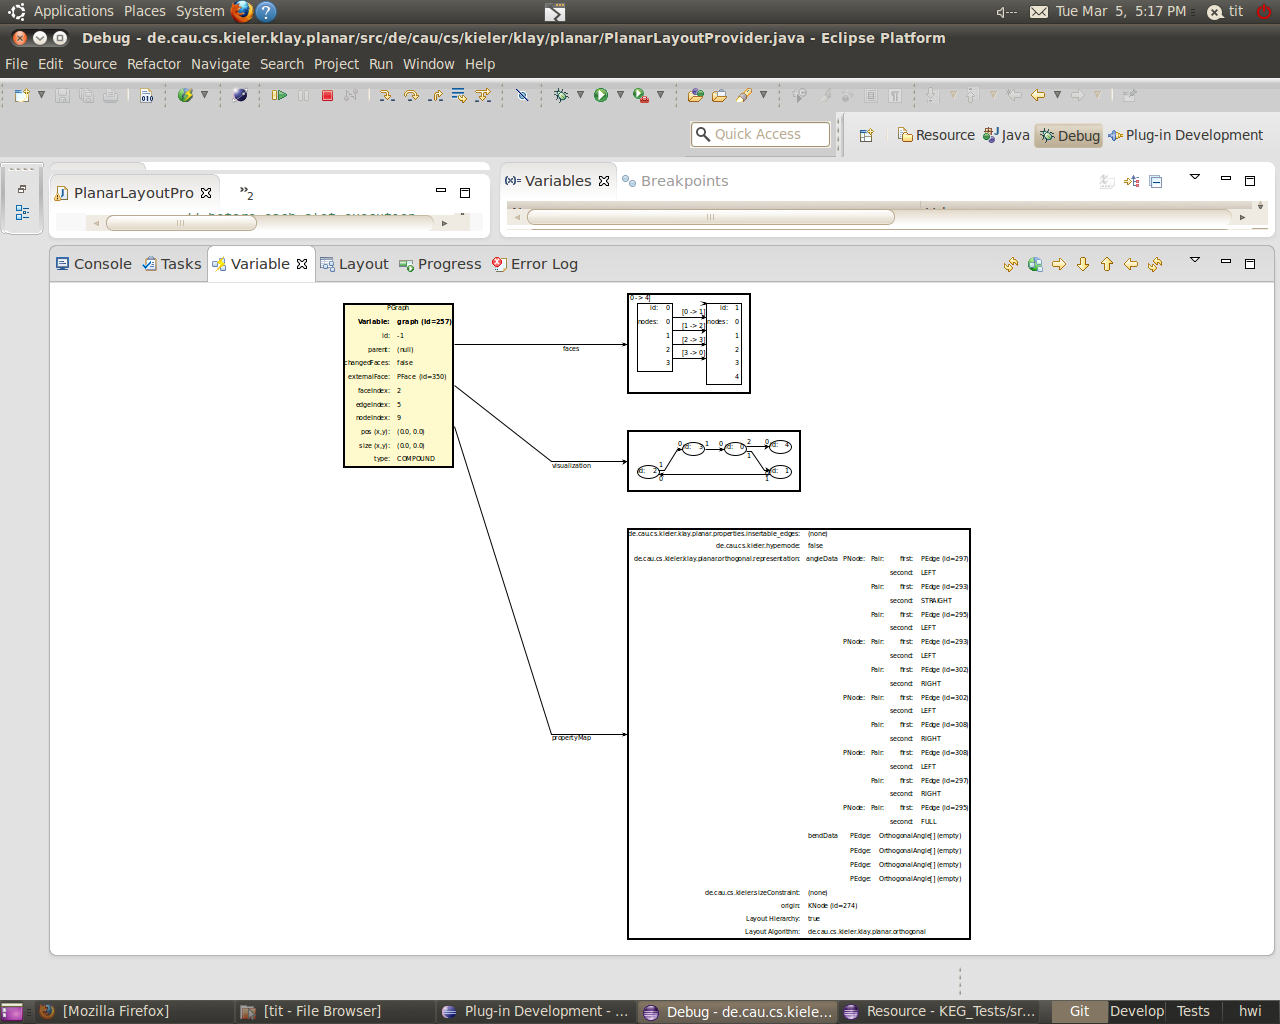 Applications Places System
Tue Mar 5, 5:17 PM tit
Debug - de.cau.cs.kieler.klay.planar/src/de/cau/cs/kieler/klay/planar/PlanarLayoutProvider.java - Eclipse Platform
File Edit Source Refactor Navigate Search Project Run Window Help
010
Quick Access
Resource Java Debug Plug-in Development
PlanarLayoutPro »2
(x)= Variables Breakpoints
Console Tasks Variable Layout Progress Error Log
PGraph
Variable: graph (id=257)
id: -1
parent: (null)
changedFaces: false
externalFace: PFace (id=350)
faceIndex: 2
edgeIndex: 5
nodeIndex: 9
pos (x,y): (0.0, 0.0)
size (x,y): (0.0, 0.0)
type: COMPOUND
faces
visualization
propertyMap
0 -> 4]
id: 0
nodes: 0
1
2
3
[0 -> 1]
[1 -> 2]
[2 -> 3]
[3 -> 0]
id: 1
nodes: 0
1
2
3
4
id: 2 id: 3 id: 0 id: 4 id: 1
de.cau.cs.kieler.klay.planar.properties.insertable_edges: (none)
de.cau.cs.kieler.hypernode: false
de.cau.cs.kieler.klay.planar.orthogonal.representation: angleData PNode: Pair: first: PEdge (id=297)
second: LEFT
Pair: first: PEdge (id=293)
second: STRAIGHT
Pair: first: PEdge (id=295)
second: LEFT
PNode: Pair: first: PEdge (id=293)
second: LEFT
Pair: first: PEdge (id=302)
second: RIGHT
PNode: Pair: first: PEdge (id=302)
second: LEFT
Pair: first: PEdge (id=308)
second: RIGHT
PNode: Pair: first: PEdge (id=308)
second: LEFT
Pair: first: PEdge (id=297)
second: RIGHT
PNode: Pair: first: PEdge (id=295)
second: FULL
bendData PEdge: OrthogonalAngle[] (empty)
PEdge: OrthogonalAngle[] (empty)
PEdge: OrthogonalAngle[] (empty)
PEdge: OrthogonalAngle[] (empty)
de.cau.cs.kieler.sizeConstraint: (none)
origin: KNode (id=274)
Layout Hierarchy: true
Layout Algorithm: de.cau.cs.kieler.klay.planar.orthogonal
[Mozilla Firefox] [tit - File Browser] Plug-in Development - ... Debug - de.cau.cs.kiele... Resource - KEG_Tests/sr... Git Develop Tests hwi